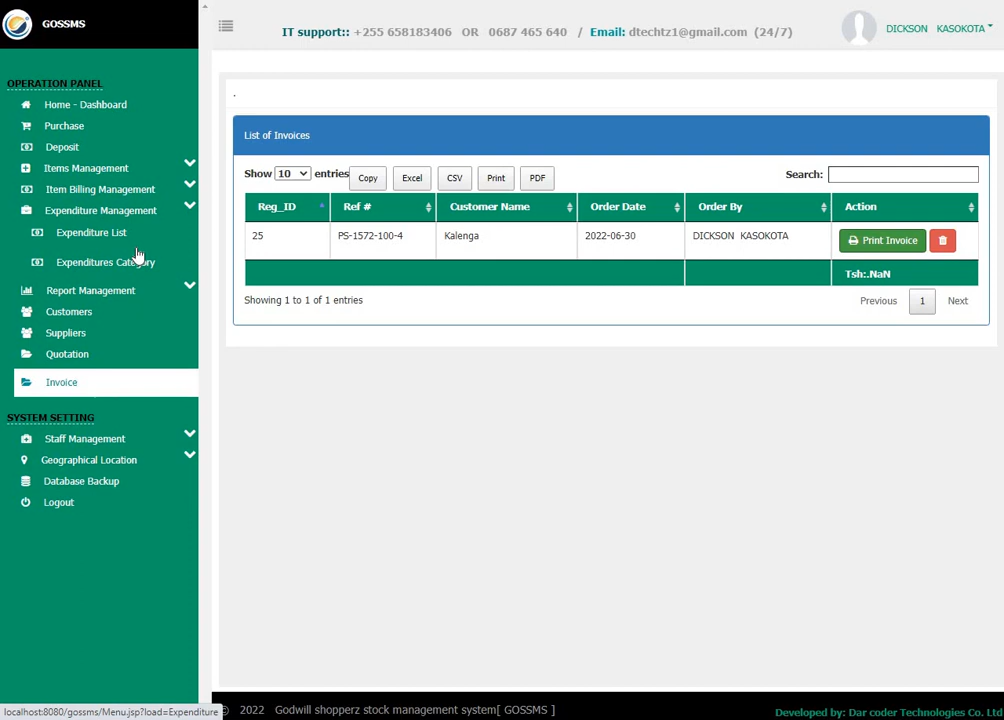 GOSSMS
IT support:: +255 658183406 OR 0687 465 640 / Email: dtechtz1@gmail.com (24/7)
DICKSON KASOKOTA
OPERATION PANEL
Home - Dashboard
Purchase
Deposit
Items Management
Item Billing Management
Expenditure Management
Expenditure List
Expenditures Category
Report Management
Customers
Suppliers
Quotation
Invoice
SYSTEM SETTING
Staff Management
Geographical Location
Database Backup
Logout
.
List of Invoices
Show 10 entries Copy Excel CSV Print PDF Search:
Reg_ID Ref # Customer Name Order Date Order By Action
25 PS-1572-100-4 Kalenga 2022-06-30 DICKSON KASOKOTA Print Invoice
Tsh:.NaN
Showing 1 to 1 of 1 entries Previous 1 Next
localhost:8080/gossms/Menu.jsp?load=Expenditure
© 2022 Godwill shopperz stock management system[ GOSSMS ]
Developed by: Dar coder Technologies Co. Ltd